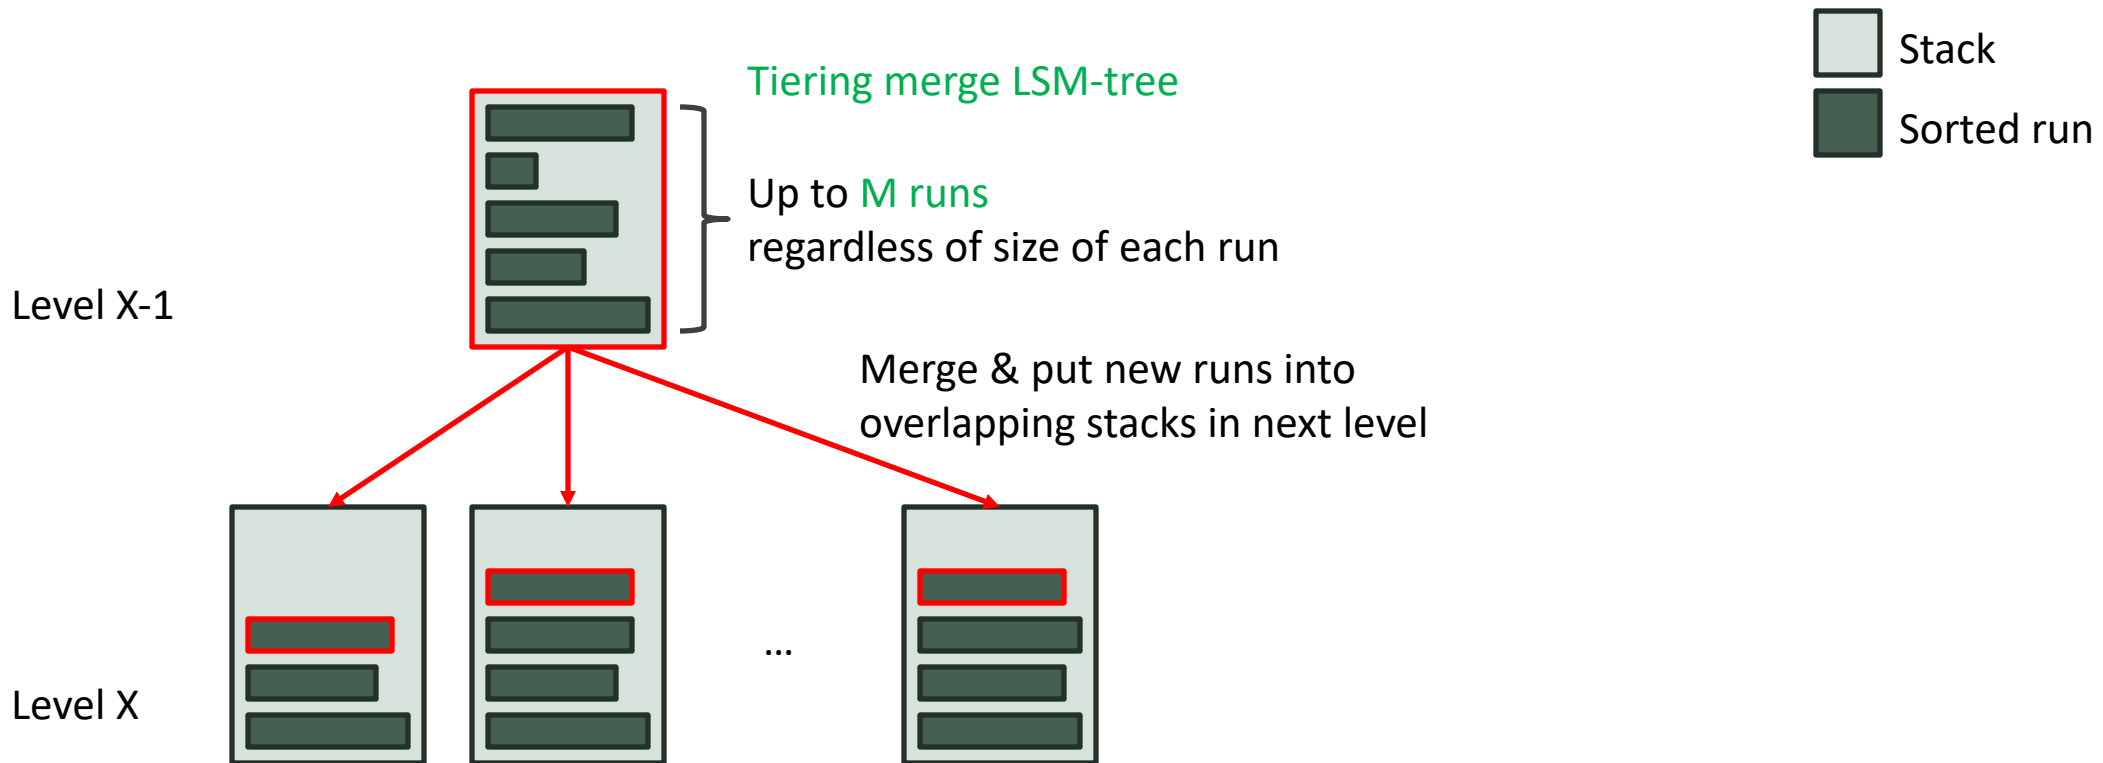 Stack
Tiering merge LSM-tree
Sorted run
Up to M runs
regardless of size of each run
Level X-1
Merge & put new runs into
overlapping stacks in next level
...
Level X